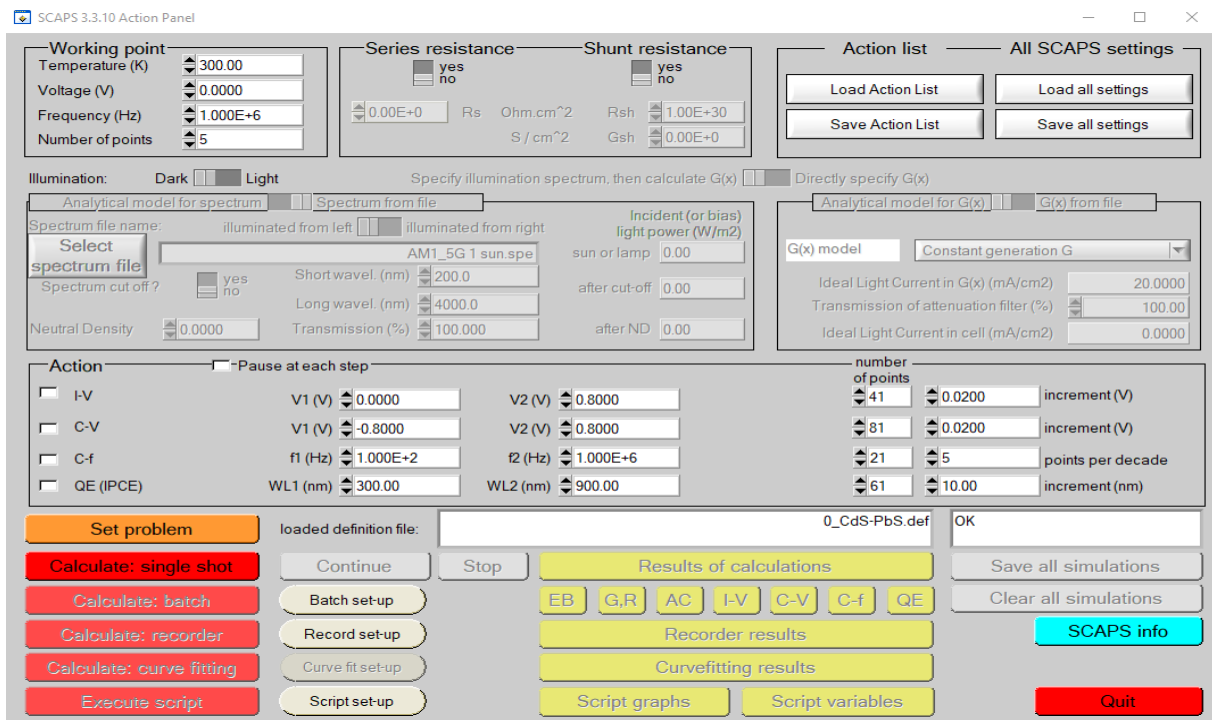 SCAPS 3.3.10 Action Panel
Working point
Temperature (K) 300.00
Voltage (V) 0.0000
Frequency (Hz) 1.000E+6
Number of points 5
Series resistance Shunt resistance
yes yes
no no
0.00E+0 Rs Ohm.cm^2 Rsh 1.00E+30
S / cm^2 Gsh 0.00E+0
Action list All SCAPS settings
Load Action List Load all settings
Save Action List Save all settings
Illumination: Dark Light Specify illumination spectrum, then calculate G(x) Directly specify G(x)
Analytical model for spectrum Spectrum from file
Spectrum file name: illuminated from left illuminated from right
Incident (or bias)
light power (W/m2)
Select
spectrum file
AM1_5G 1 sun.spe sun or lamp 0.00
Spectrum cut off ? yes
no
Short wavel. (nm) 200.0
Long wavel. (nm) 4000.0
after cut-off 0.00
Neutral Density 0.0000 Transmission (%) 100.000 after ND 0.00
Analytical model for G(x) G(x) from file
G(x) model Constant generation G
Ideal Light Current in G(x) (mA/cm2) 20.0000
Transmission of attenuation filter (%) 100.00
Ideal Light Current in cell (mA/cm2) 0.0000
Action Pause at each step number
of points
I-V V1 (V) 0.0000 V2 (V) 0.8000 41 0.0200 increment (V)
C-V V1 (V) -0.8000 V2 (V) 0.8000 81 0.0200 increment (V)
C-f f1 (Hz) 1.000E+2 f2 (Hz) 1.000E+6 21 5 points per decade
QE (IPCE) WL1 (nm) 300.00 WL2 (nm) 900.00 61 10.00 increment (nm)
Set problem loaded definition file: 0_CdS-PbS.def OK
Calculate: single shot Continue Stop Results of calculations Save all simulations
Calculate: batch Batch set-up EB G,R AC I-V C-V C-f QE Clear all simulations
Calculate: recorder Record set-up Recorder results SCAPS info
Calculate: curve fitting Curve fit set-up Curvefitting results
Execute script Script set-up Script graphs Script variables Quit